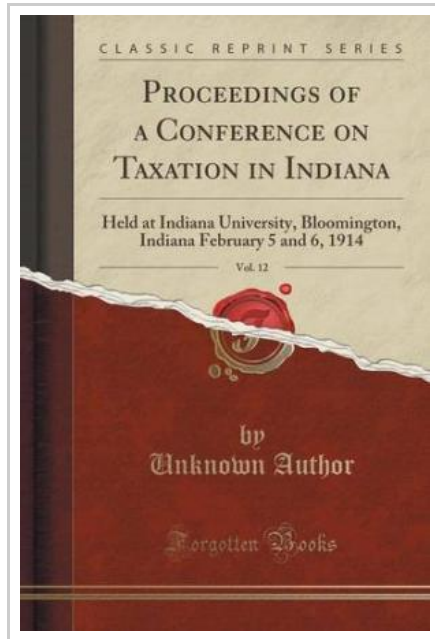 CLASSIC REPRINT SERIES
PROCEEDINGS OF
A CONFERENCE ON
TAXATION IN INDIANA
Held at Indiana University, Bloomington,
Indiana February 5 and 6, 1914
Vol. 12
by
Unknown Author
Forgotten Books